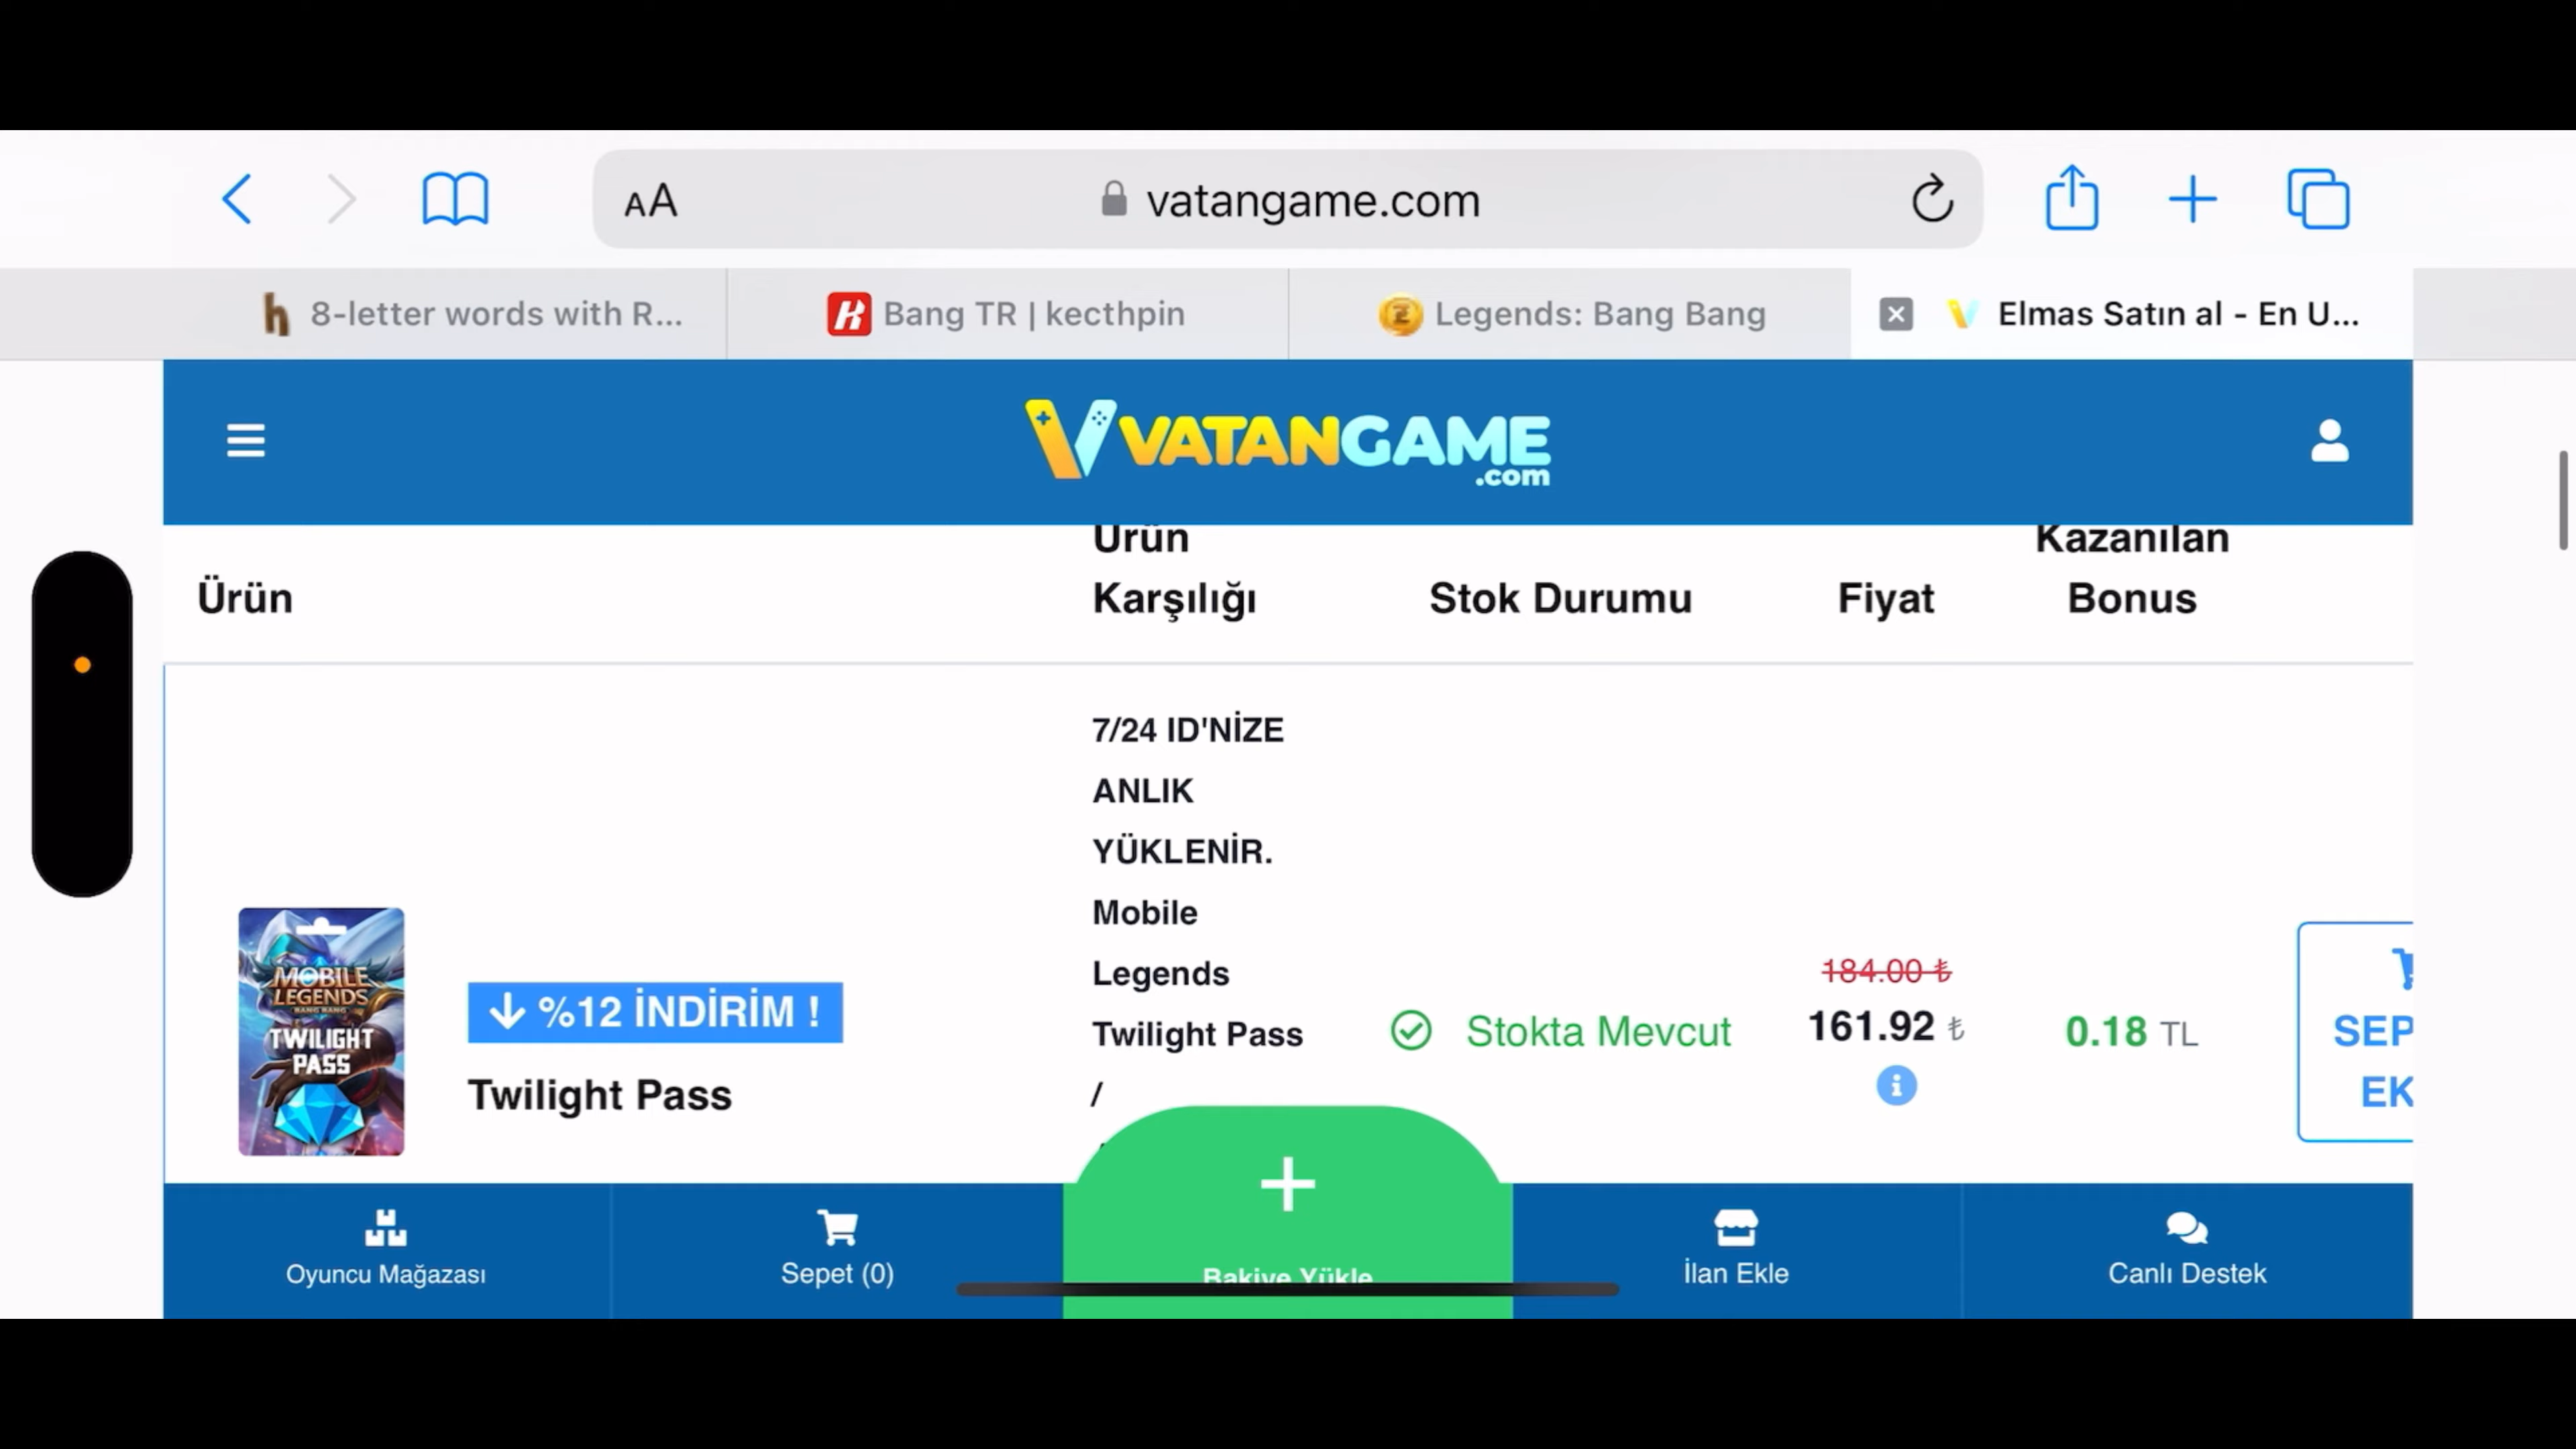 AA vatangame.com
8-letter words with R...
Bang TR | kecthpin
Legends: Bang Bang
Elmas Satın al - En U...
VATANGAME
.com
Ürün
Ürün
Karşılığı
Stok Durumu
Fiyat
Kazanılan
Bonus
MOBILE
LEGENDS
BANG BANG
TWILIGHT
PASS
%12 İNDİRİM !
Twilight Pass
7/24 ID'NİZE
ANLIK
YÜKLENİR.
Mobile
Legends
Twilight Pass
/
Stokta Mevcut
184.00 ₺
161.92 ₺
0.18 TL
SEP
EK
Oyuncu Mağazası
Sepet (0)
Bakiye Yükle
İlan Ekle
Canlı Destek